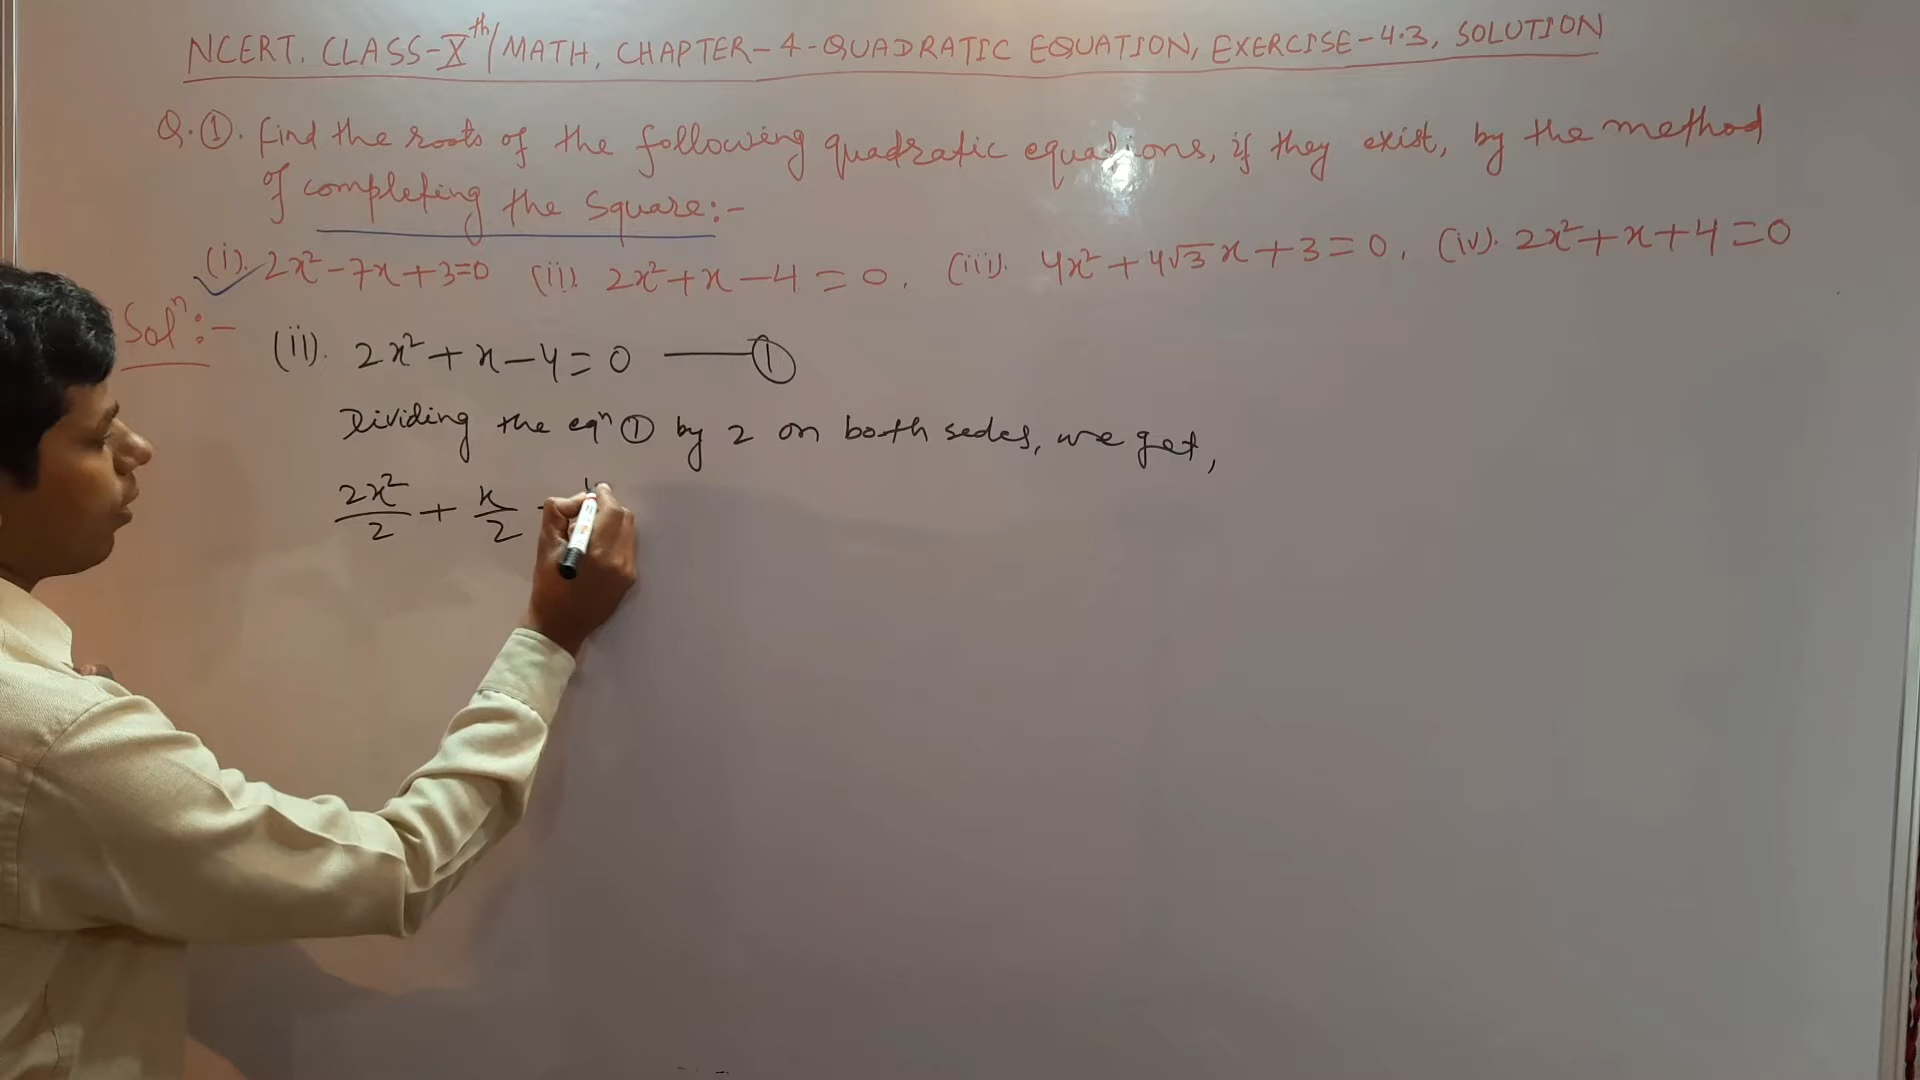 NCERT. CLASS-Xth/MATH, CHAPTER-4-QUADRATIC EQUATION, EXERCISE-4.3, SOLUTION
Q.①. Find the roots of the following quadratic equations, if they exist, by the method
of completing the square:-
(i). 2x²-7x+3=0 (ii) 2x²+x-4=0, (iii). 4x²+4√3x+3=0, (iv). 2x²+x+4=0
Solⁿ:-
(ii). 2x²+x-4=0 —— ①
Dividing the eqⁿ ① by 2 on both sedes, we get,
2x²/2 + x/2 -